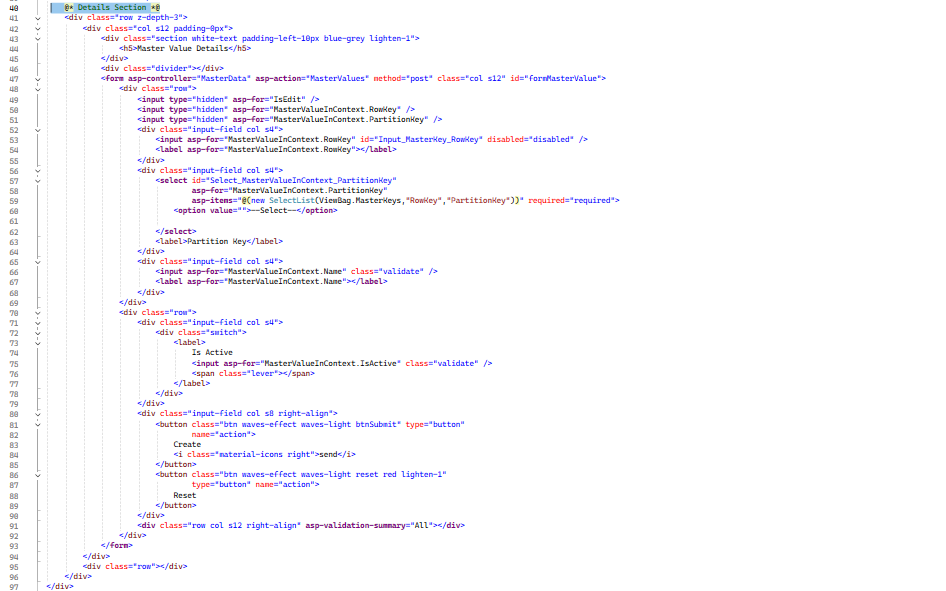 40 @* Details Section *@
41 <div class="row z-depth-3">
42 <div class="col s12 padding-0px">
43 <div class="section white-text padding-left-10px blue-grey lighten-1">
44 <h5>Master Value Details</h5>
45 </div>
46 <div class="divider"></div>
47 <form asp-controller="MasterData" asp-action="MasterValues" method="post" class="col s12" id="formMasterValue">
48 <div class="row">
49 <input type="hidden" asp-for="IsEdit" />
50 <input type="hidden" asp-for="MasterValueInContext.RowKey" />
51 <input type="hidden" asp-for="MasterValueInContext.PartitionKey" />
52 <div class="input-field col s4">
53 <input asp-for="MasterValueInContext.RowKey" id="Input_MasterKey_RowKey" disabled="disabled" />
54 <label asp-for="MasterValueInContext.RowKey"></label>
55 </div>
56 <div class="input-field col s4">
57 <select id="Select_MasterValueInContext_PartitionKey"
58 asp-for="MasterValueInContext.PartitionKey"
59 asp-items="@(new SelectList(ViewBag.MasterKeys,"RowKey","PartitionKey"))" required="required">
60 <option value="">--Select--</option>
61
62 </select>
63 <label>Partition Key</label>
64 </div>
65 <div class="input-field col s4">
66 <input asp-for="MasterValueInContext.Name" class="validate" />
67 <label asp-for="MasterValueInContext.Name"></label>
68 </div>
69 </div>
70 <div class="row">
71 <div class="input-field col s4">
72 <div class="switch">
73 <label>
74 Is Active
75 <input asp-for="MasterValueInContext.IsActive" class="validate" />
76 <span class="lever"></span>
77 </label>
78 </div>
79 </div>
80 <div class="input-field col s8 right-align">
81 <button class="btn waves-effect waves-light btnSubmit" type="button"
82 name="action">
83 Create
84 <i class="material-icons right">send</i>
85 </button>
86 <button class="btn waves-effect waves-light reset red lighten-1"
87 type="button" name="action">
88 Reset
89 </button>
90 </div>
91 <div class="row col s12 right-align" asp-validation-summary="All"></div>
92 </div>
93 </form>
94 </div>
95 <div class="row"></div>
96 </div>
97 </div>